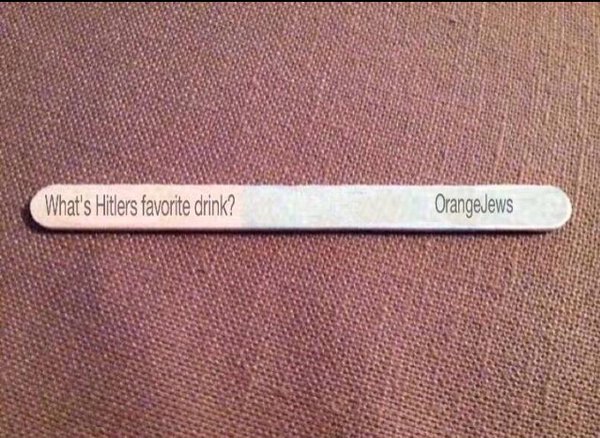 What's Hitlers favorite drink?
OrangeJews